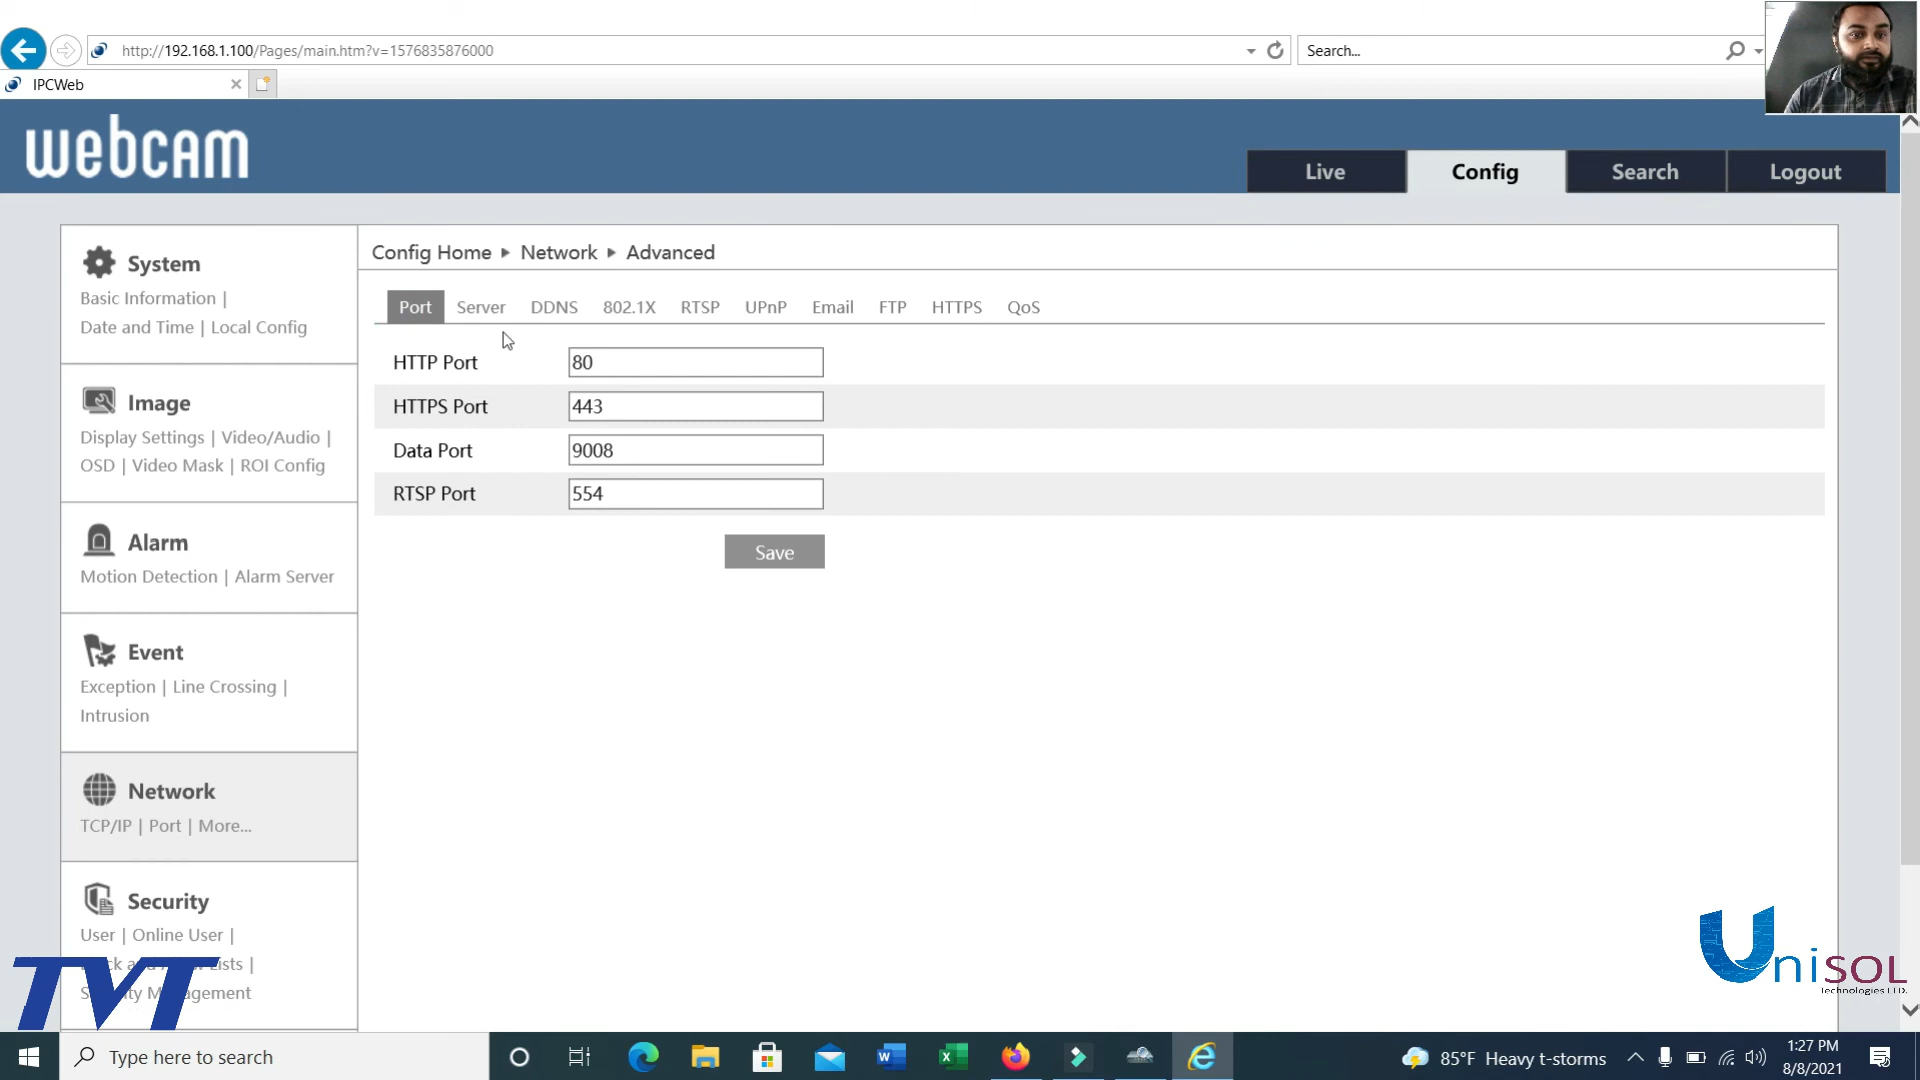 http://192.168.1.100/Pages/main.htm?v=1576835876000
Search...
IPCWeb
webcam
Live
Config
Search
Logout
System
Basic Information |
Date and Time | Local Config
Image
Display Settings | Video/Audio |
OSD | Video Mask | ROI Config
Alarm
Motion Detection | Alarm Server
Event
Exception | Line Crossing |
Intrusion
Network
TCP/IP | Port | More...
Security
User | Online User |
Lists |
Config Home ▸ Network ▸ Advanced
Port Server DDNS 802.1X RTSP UPnP Email FTP HTTPS QoS
HTTP Port 80
HTTPS Port 443
Data Port 9008
RTSP Port 554
Save
TVT
Unisol
Technologies LTD.
Type here to search
85°F Heavy t-storms
1:27 PM
8/8/2021